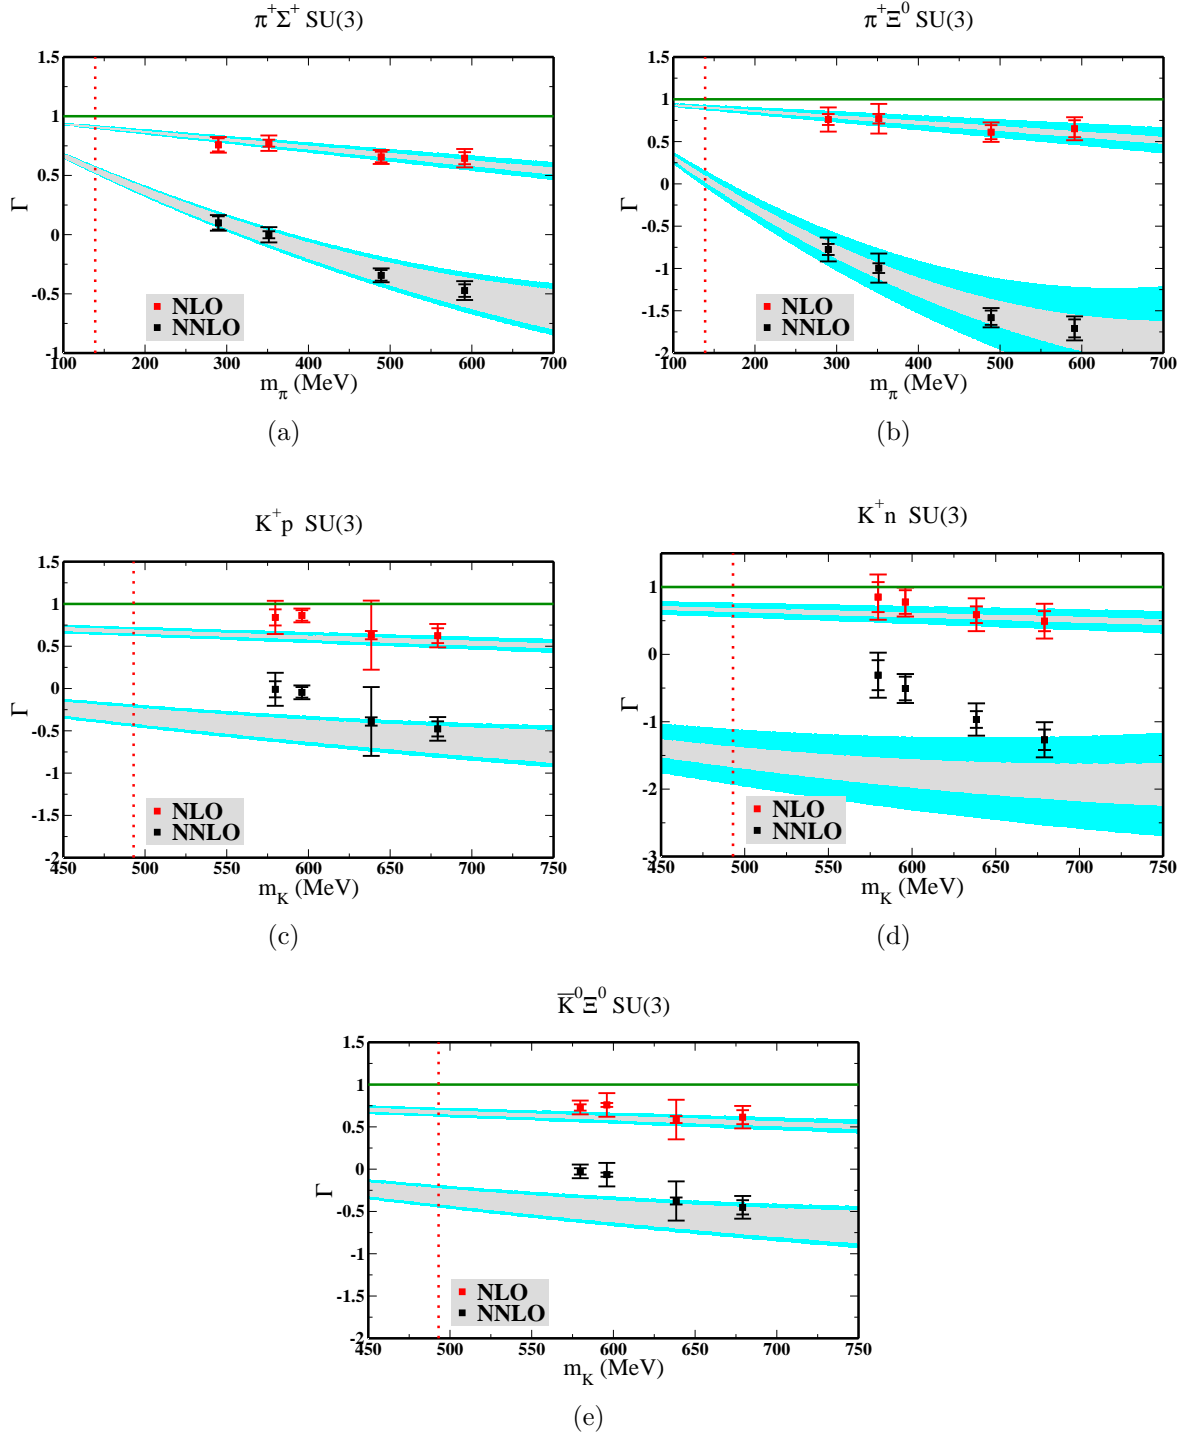 π⁺Σ⁺ SU(3)
1.5
1
0.5
0
-0.5
-1
Γ
NLO
NNLO
100 200 300 400 500 600 700
m_π (MeV)
(a)
π⁺Ξ⁰ SU(3)
1.5
1
0.5
0
-0.5
-1
-1.5
-2
Γ
NLO
NNLO
100 200 300 400 500 600 700
m_π (MeV)
(b)
K⁺p SU(3)
1.5
1
0.5
0
-0.5
-1
-1.5
-2
Γ
NLO
NNLO
450 500 550 600 650 700 750
m_K (MeV)
(c)
K⁺n SU(3)
1
0
-1
-2
-3
Γ
NLO
NNLO
450 500 550 600 650 700 750
m_K (MeV)
(d)
K̅⁰Ξ⁰ SU(3)
1.5
1
0.5
0
-0.5
-1
-1.5
-2
Γ
NLO
NNLO
450 500 550 600 650 700 750
m_K (MeV)
(e)